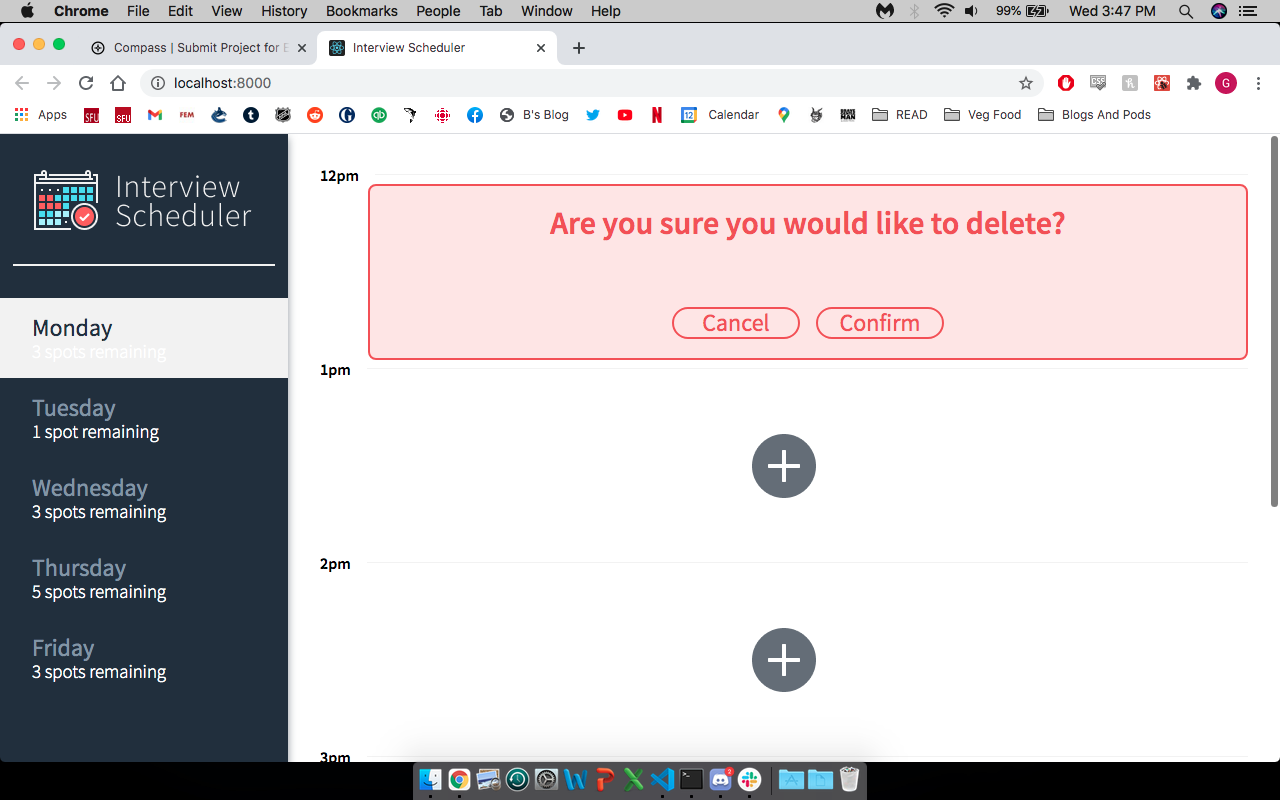 Chrome File Edit View History Bookmarks People Tab Window Help 99% Wed 3:47 PM
Compass | Submit Project for E
Interview Scheduler
localhost:8000
G
Apps SFU SFU FEM B's Blog 12 Calendar READ Veg Food Blogs And Pods
Interview
Scheduler
Monday
3 spots remaining
Tuesday
1 spot remaining
Wednesday
3 spots remaining
Thursday
5 spots remaining
Friday
3 spots remaining
12pm
Are you sure you would like to delete?
Cancel Confirm
1pm
2pm
3pm
2